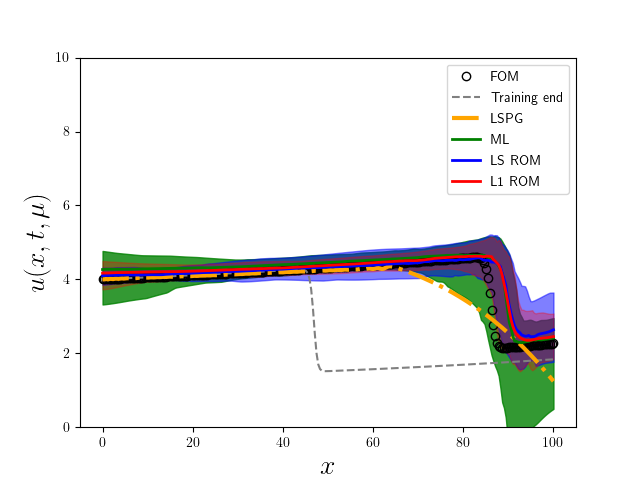 10
8
6
4
2
0
u(x, t, μ)
0 20 40 60 80 100
x
FOM
Training end
LSPG
ML
LS ROM
L1 ROM